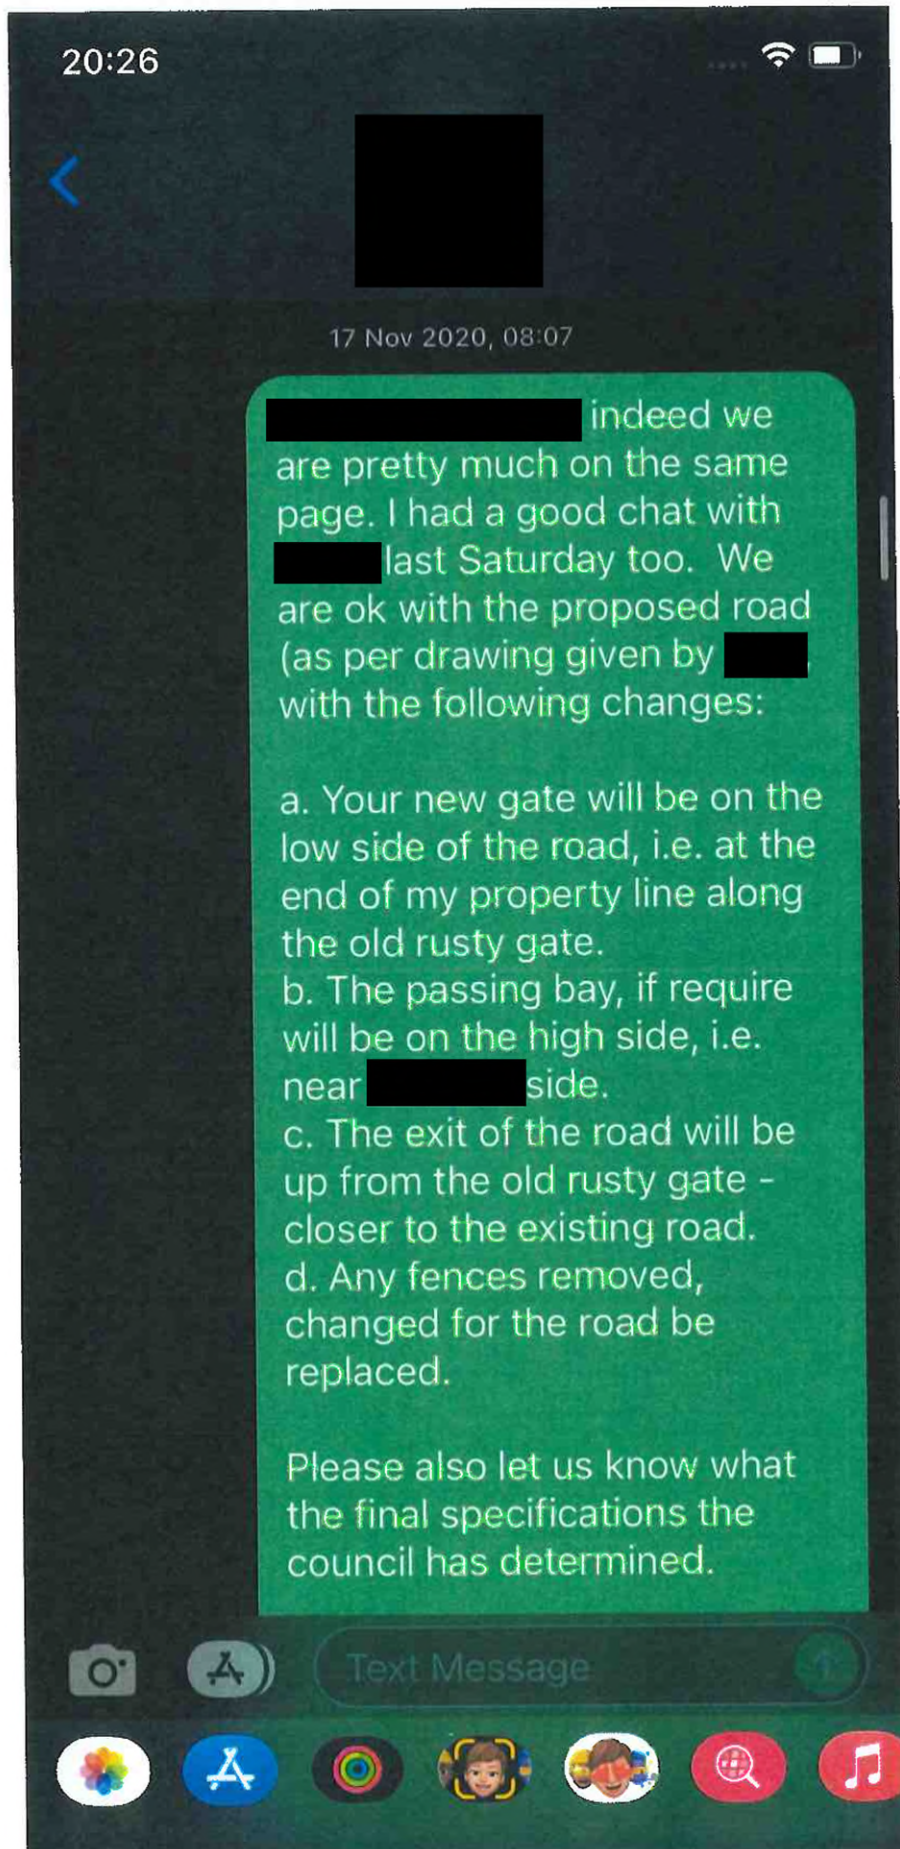 20:26
17 Nov 2020, 08:07
indeed we
are pretty much on the same
page. I had a good chat with
last Saturday too. We
are ok with the proposed road
(as per drawing given by
with the following changes:
a. Your new gate will be on the
low side of the road, i.e. at the
end of my property line along
the old rusty gate.
b. The passing bay, if require
will be on the high side, i.e.
near side.
c. The exit of the road will be
up from the old rusty gate -
closer to the existing road.
d. Any fences removed,
changed for the road be
replaced.
Please also let us know what
the final specifications the
council has determined.
Text Message